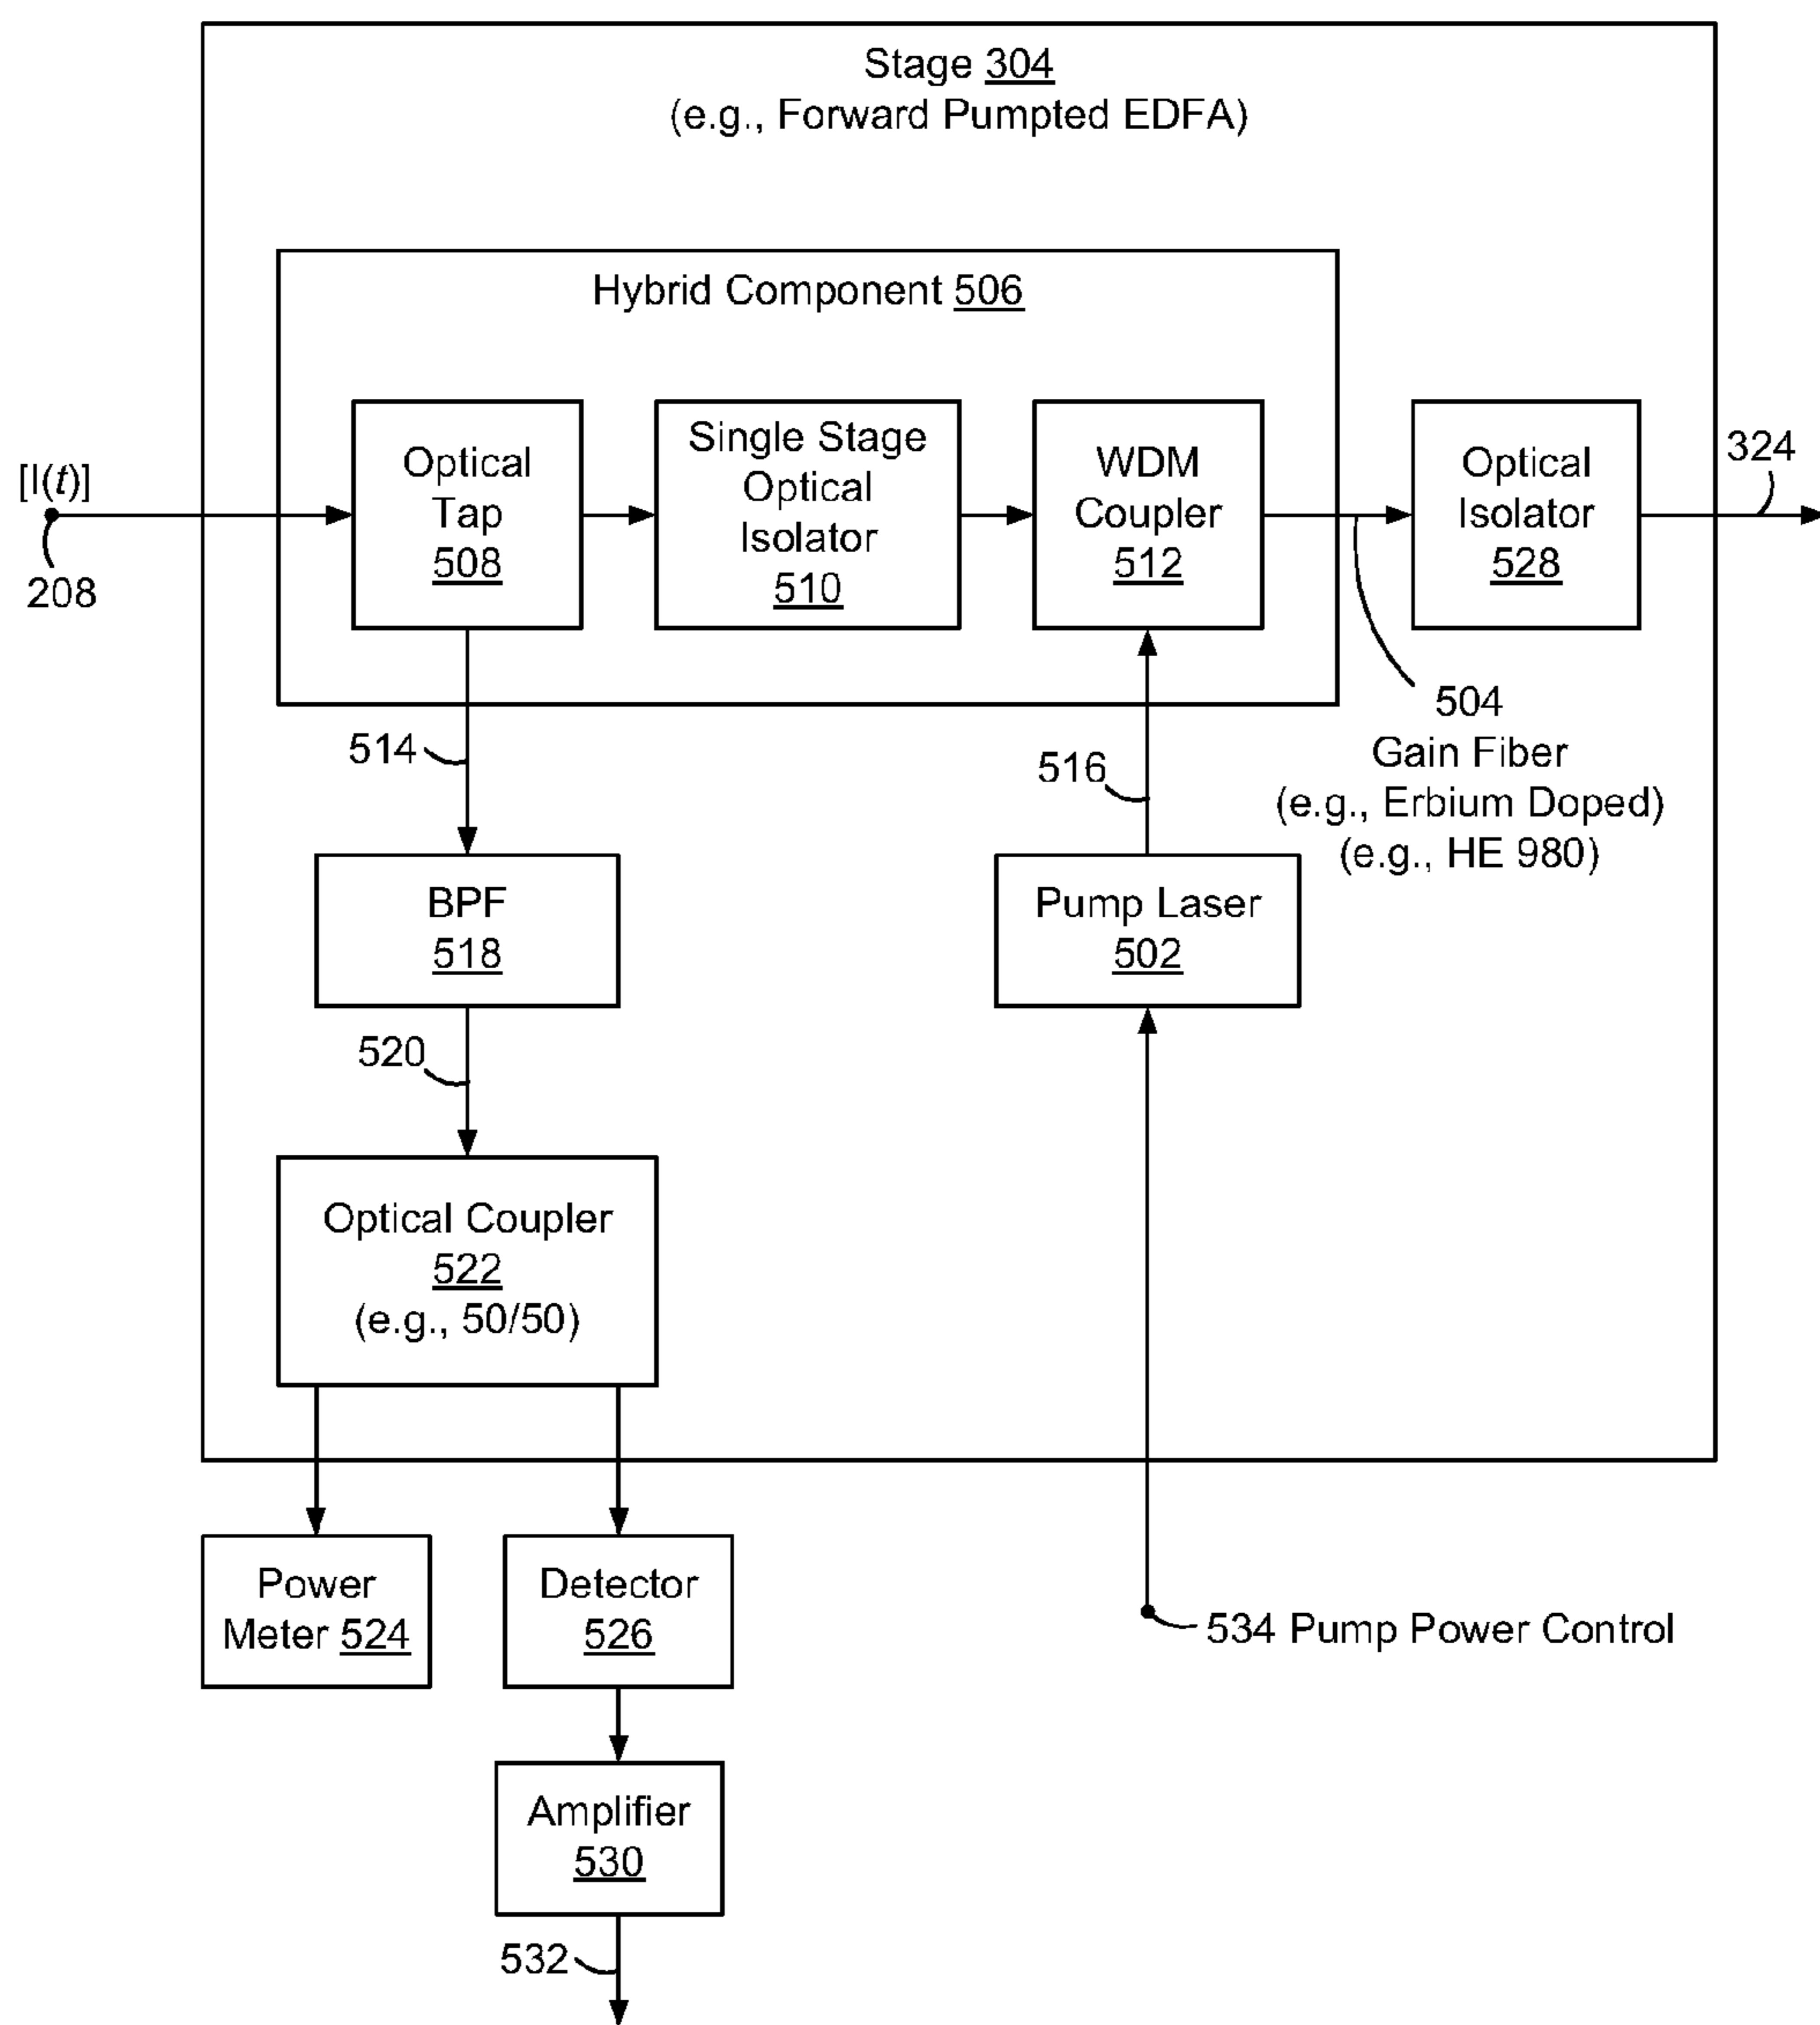 Stage 304
(e.g., Forward Pumpted EDFA)
Hybrid Component 506
[I(t)]
208
Optical
Tap
508
Single Stage
Optical
Isolator
510
WDM
Coupler
512
Optical
Isolator
528
324
514
516
504
Gain Fiber
(e.g., Erbium Doped)
(e.g., HE 980)
BPF
518
Pump Laser
502
520
Optical Coupler
522
(e.g., 50/50)
Power
Meter 524
Detector
526
534 Pump Power Control
Amplifier
530
532